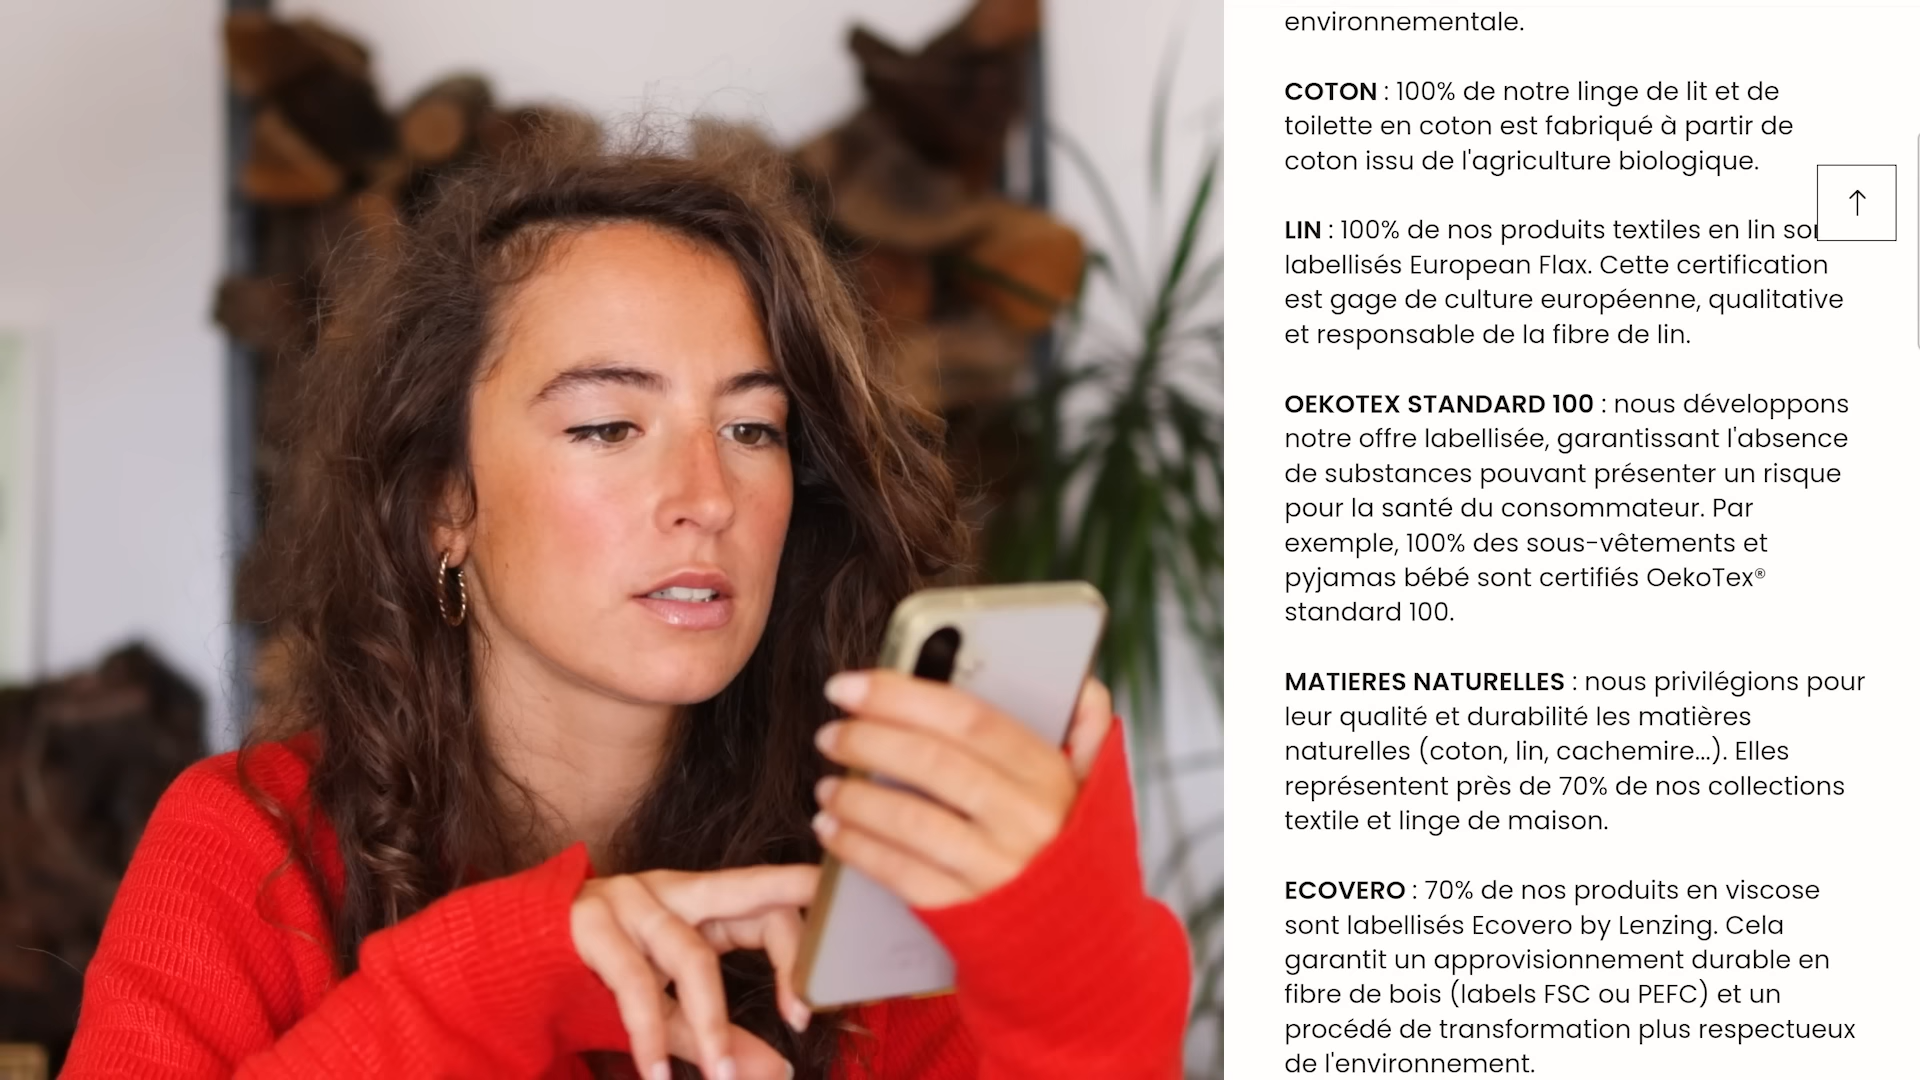 environnementale.
COTON : 100% de notre linge de lit et de
toilette en coton est fabriqué à partir de
coton issu de l'agriculture biologique.
LIN : 100% de nos produits textiles en lin
labellisés European Flax. Cette certification
est gage de culture européenne, qualitative
et responsable de la fibre de lin.
OEKOTEX STANDARD 100 : nous développons
notre offre labellisée, garantissant l'absence
de substances pouvant présenter un risque
pour la santé du consommateur. Par
exemple, 100% des sous-vêtements et
pyjamas bébé sont certifiés OekoTex®
standard 100.
MATIERES NATURELLES : nous privilégions pour
leur qualité et durabilité les matières
naturelles (coton, lin, cachemire...). Elles
représentent près de 70% de nos collections
textile et linge de maison.
ECOVERO : 70% de nos produits en viscose
sont labellisés Ecovero by Lenzing. Cela
garantit un approvisionnement durable en
fibre de bois (labels FSC ou PEFC) et un
procédé de transformation plus respectueux
de l'environnement.